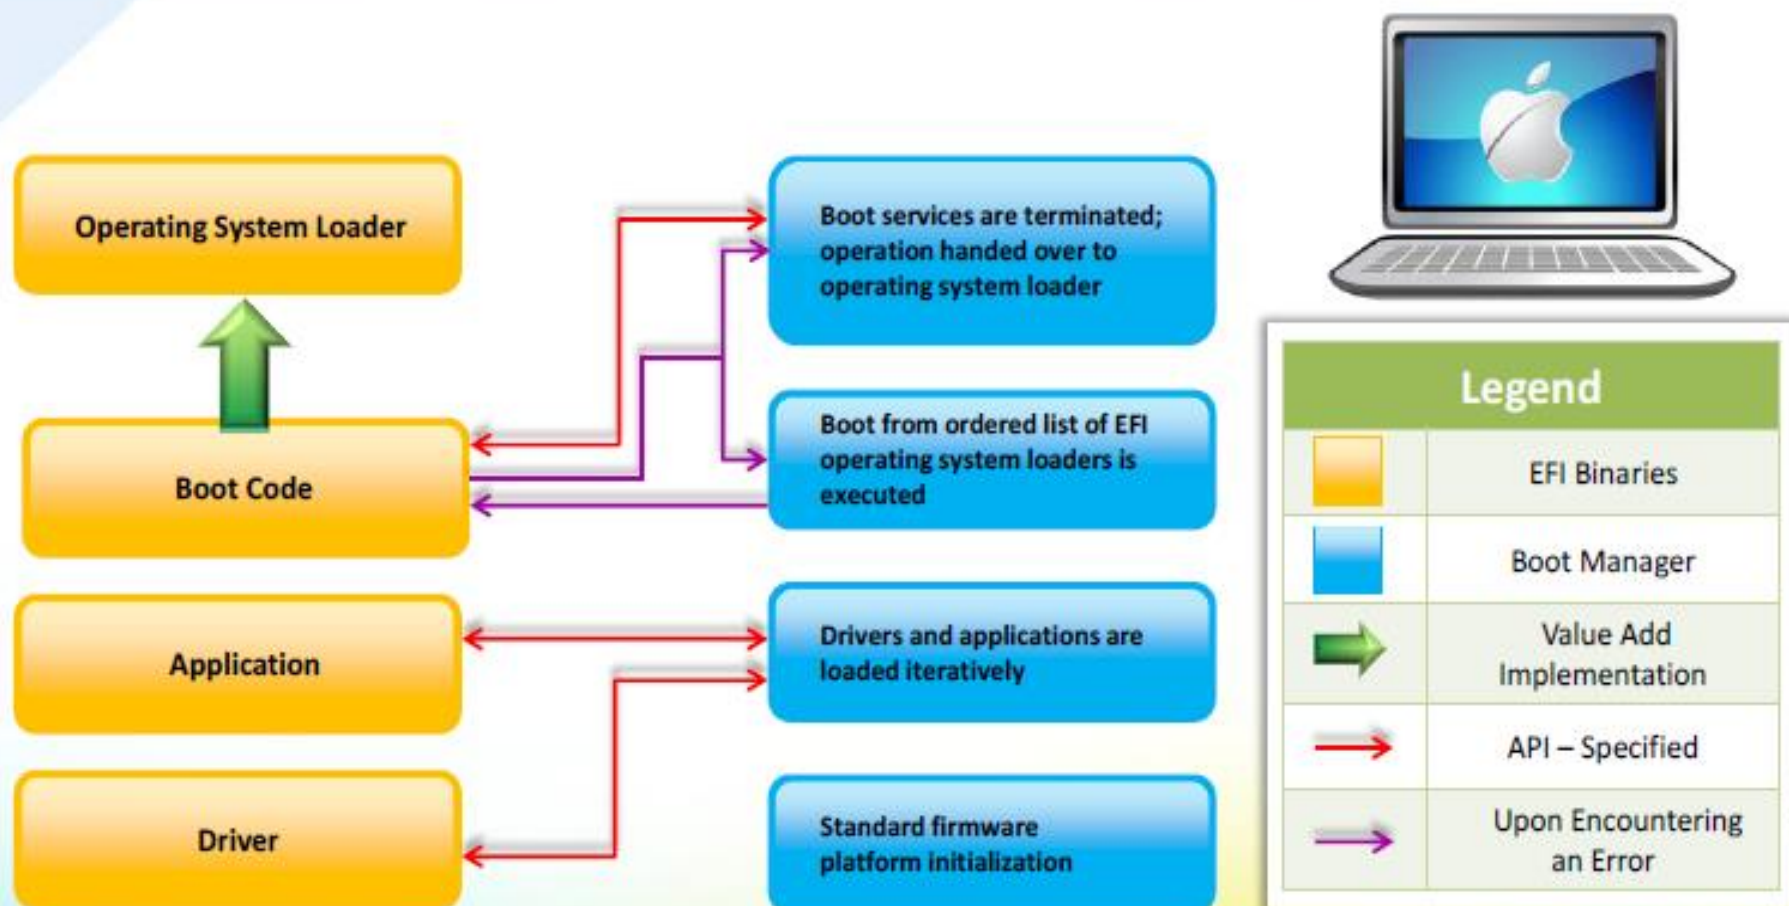 Operating System Loader
Boot Code
Application
Driver
Boot services are terminated;
operation handed over to
operating system loader
Boot from ordered list of EFI
operating system loaders is
executed
Drivers and applications are
loaded iteratively
Standard firmware
platform initialization
Legend
EFI Binaries
Boot Manager
Value Add
Implementation
API – Specified
Upon Encountering
an Error